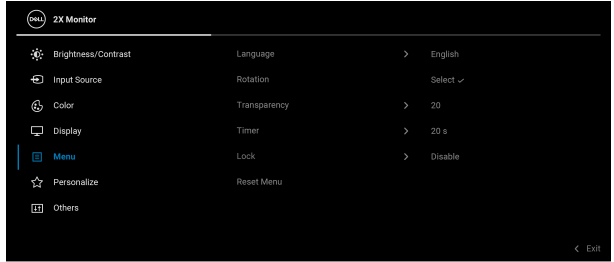 DELL 2X Monitor
Brightness/Contrast Language > English
Input Source Rotation Select ✓
Color Transparency > 20
Display Timer > 20 s
Menu Lock > Disable
Personalize Reset Menu
Others
< Exit